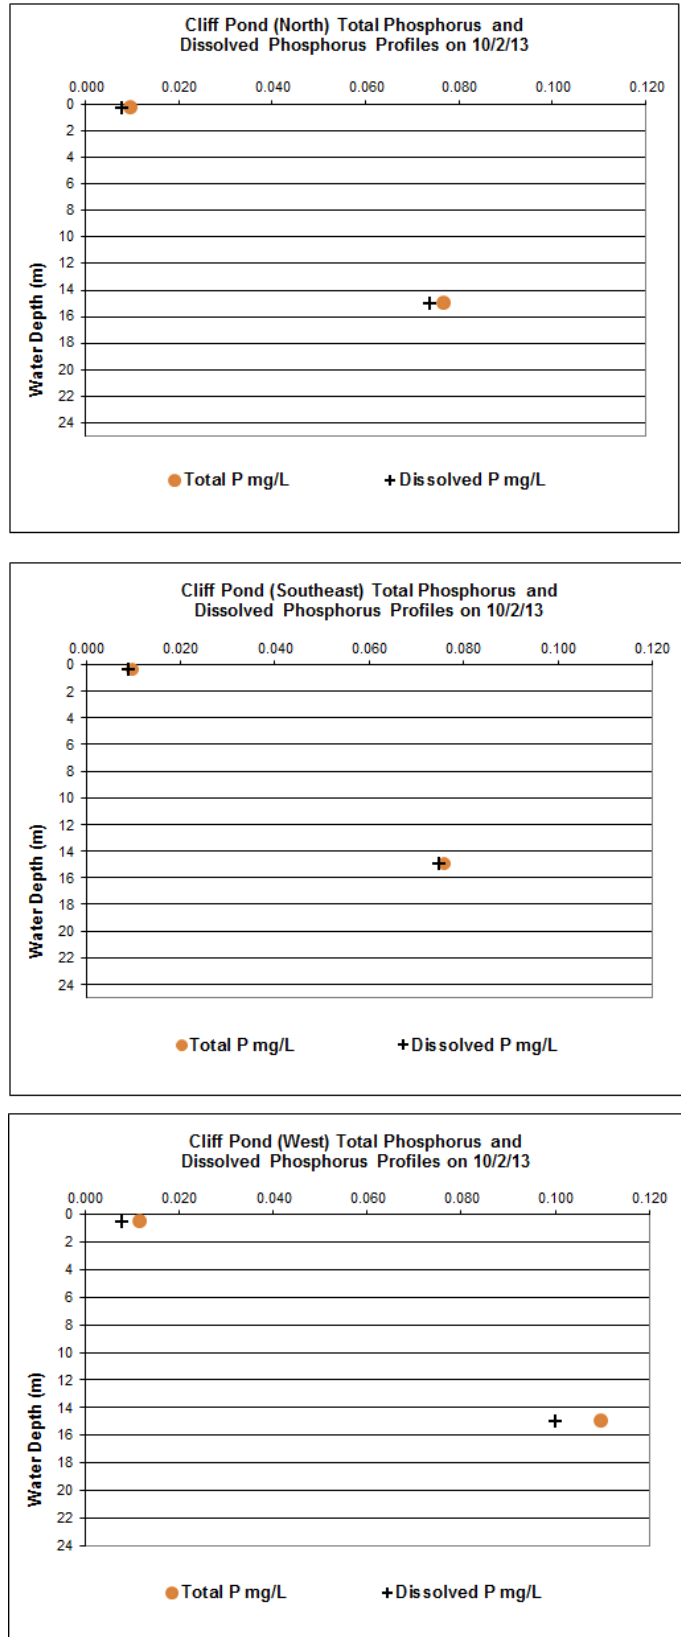 Cliff Pond (North) Total Phosphorus and
Dissolved Phosphorus Profiles on 10/2/13
0.000 0.020 0.040 0.060 0.080 0.100 0.120
0
2
4
6
8
10
12
14
16
18
20
22
24
Water Depth (m)
Total P mg/L Dissolved P mg/L
Cliff Pond (Southeast) Total Phosphorus and
Dissolved Phosphorus Profiles on 10/2/13
0.000 0.020 0.040 0.060 0.080 0.100 0.120
0
2
4
6
8
10
12
14
16
18
20
22
24
Water Depth (m)
Total P mg/L Dissolved P mg/L
Cliff Pond (West) Total Phosphorus and
Dissolved Phosphorus Profiles on 10/2/13
0.000 0.020 0.040 0.060 0.080 0.100 0.120
0
2
4
6
8
10
12
14
16
18
20
22
24
Water Depth (m)
Total P mg/L Dissolved P mg/L